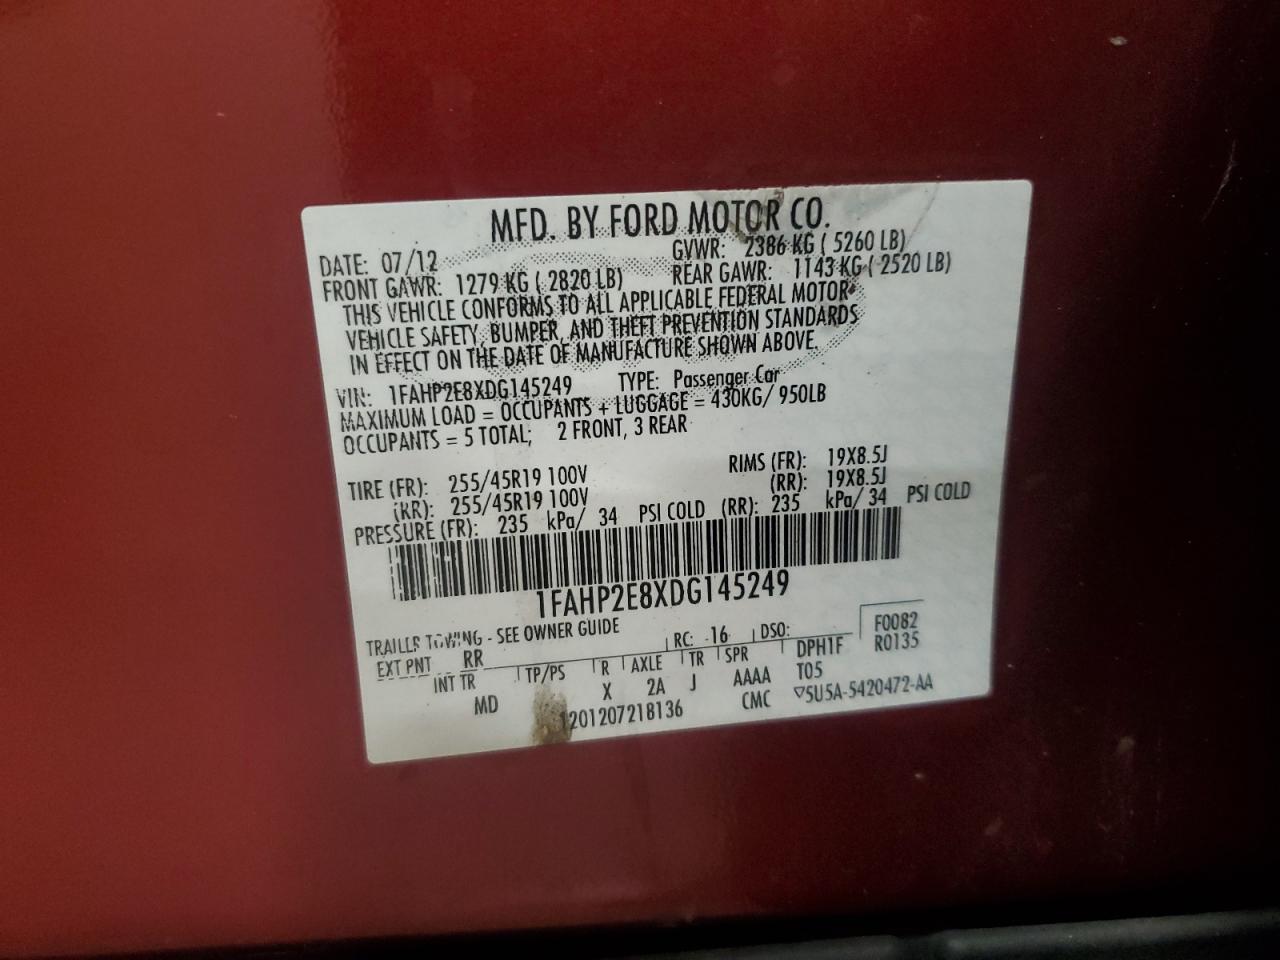 MFD. BY FORD MOTOR CO.
DATE: 07/12 GVWR: 2386 KG ( 5260 LB)
FRONT GAWR: 1279 KG ( 2820 LB) REAR GAWR: 1143 KG ( 2520 LB)
THIS VEHICLE CONFORMS TO ALL APPLICABLE FEDERAL MOTOR
VEHICLE SAFETY, BUMPER, AND THEFT PREVENTION STANDARDS
IN EFFECT ON THE DATE OF MANUFACTURE SHOWN ABOVE.
VIN: 1FAHP2E8XDG145249 TYPE: Passenger Car
MAXIMUM LOAD = OCCUPANTS + LUGGAGE = 430KG/ 950LB
OCCUPANTS = 5 TOTAL; 2 FRONT, 3 REAR
TIRE (FR): 255/45R19 100V RIMS (FR): 19X8.5J
(RR): 255/45R19 100V (RR): 19X8.5J
PRESSURE (FR): 235 kPa/ 34 PSI COLD (RR): 235 kPa/ 34 PSI COLD
1FAHP2E8XDG145249
TRAILER TOWING - SEE OWNER GUIDE
EXT PNT RR RC: 16 DSO: F0082
INT TR TP/PS R AXLE TR SPR DPH1F R0135
MD X 2A J AAAA T05
1201207218136 CMC ▽5U5A-5420472-AA